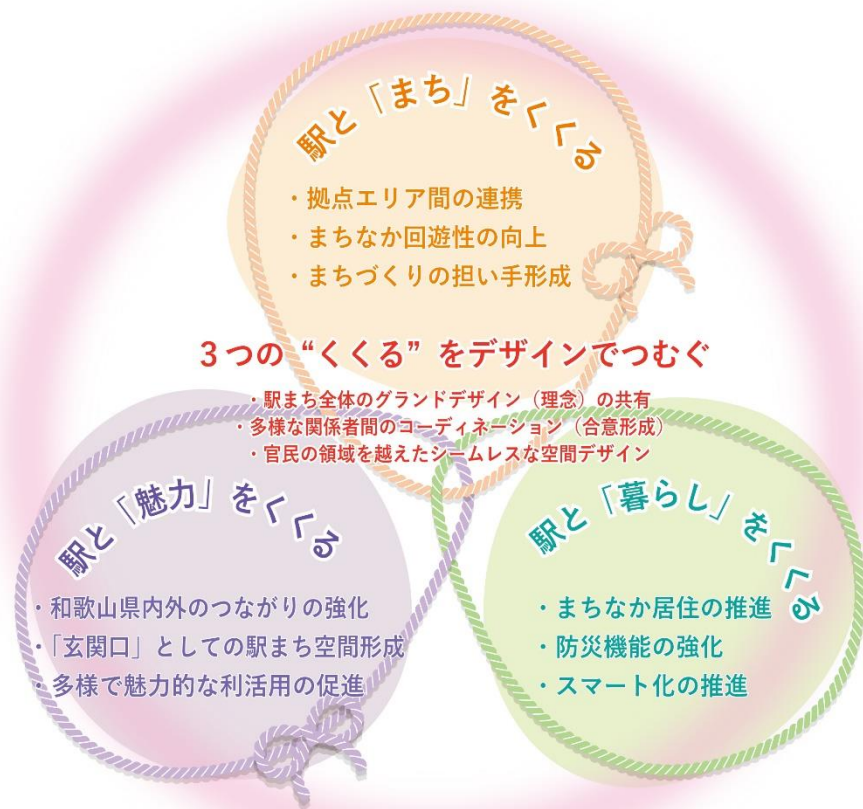 駅と「まち」をくくる
・拠点エリア間の連携
・まちなか回遊性の向上
・まちづくりの担い手形成
3つの“くくる”をデザインでつむぐ
・駅まち全体のグランドデザイン（理念）の共有
・多様な関係者間のコーディネーション（合意形成）
・官民の領域を越えたシームレスな空間デザイン
駅と「魅力」をくくる
・和歌山県内外のつながりの強化
・「玄関口」としての駅まち空間形成
・多様で魅力的な利活用の促進
駅と「暮らし」をくくる
・まちなか居住の推進
・防災機能の強化
・スマート化の推進